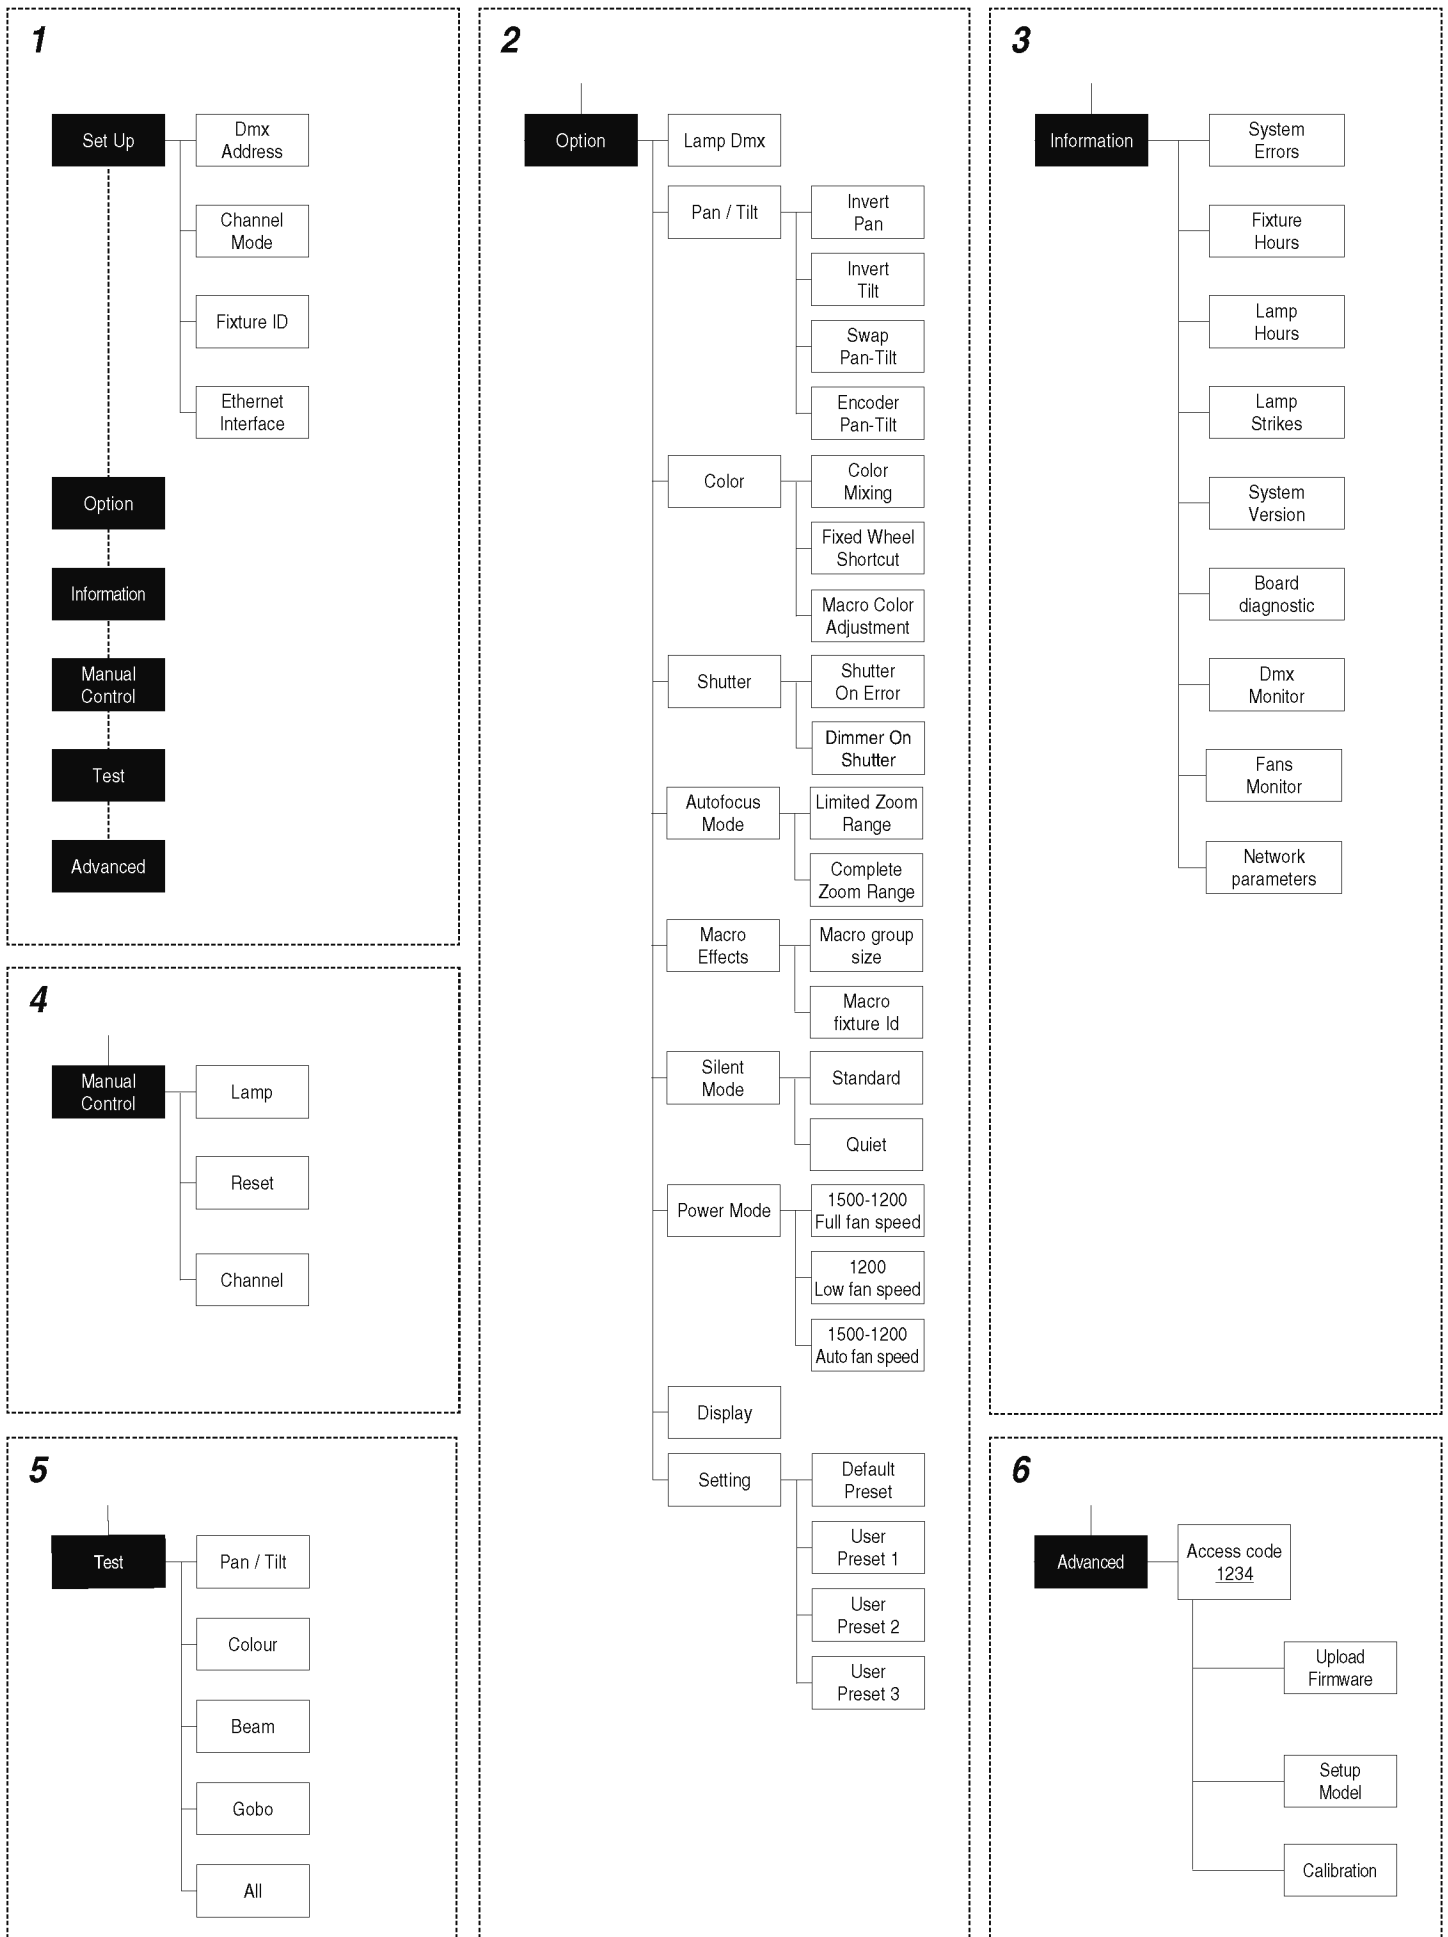 1
Set Up
Dmx
Address
Channel
Mode
Fixture ID
Ethernet
Interface
Option
Information
Manual
Control
Test
Advanced
2
Option
Lamp Dmx
Pan / Tilt
Invert
Pan
Invert
Tilt
Swap
Pan-Tilt
Encoder
Pan-Tilt
Color
Color
Mixing
Fixed Wheel
Shortcut
Macro Color
Adjustment
Shutter
Shutter
On Error
Dimmer On
Shutter
Autofocus
Mode
Limited Zoom
Range
Complete
Zoom Range
Macro
Effects
Macro group
size
Macro
fixture Id
Silent
Mode
Standard
Quiet
Power Mode
1500-1200
Full fan speed
1200
Low fan speed
1500-1200
Auto fan speed
Display
Setting
Default
Preset
User
Preset 1
User
Preset 2
User
Preset 3
3
Information
System
Errors
Fixture
Hours
Lamp
Hours
Lamp
Strikes
System
Version
Board
diagnostic
Dmx
Monitor
Fans
Monitor
Network
parameters
4
Manual
Control
Lamp
Reset
Channel
5
Test
Pan / Tilt
Colour
Beam
Gobo
All
6
Advanced
Access code
1234
Upload
Firmware
Setup
Model
Calibration